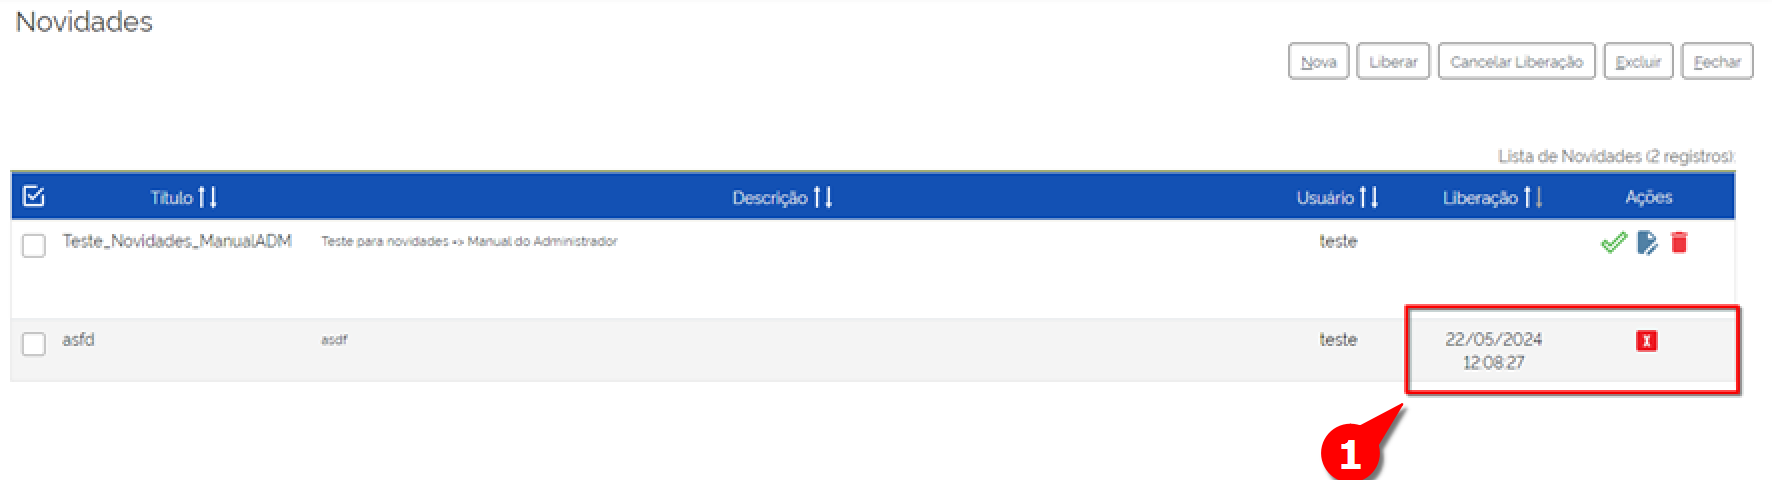 Novidades
Nova Liberar Cancelar Liberação Excluir Fechar
Lista de Novidades (2 registros):
Título Descrição Usuário Liberação Ações
Teste_Novidades_ManualADM Teste para novidades => Manual do Administrador teste
asfd asdf teste 22/05/2024
12:08:27
X
1